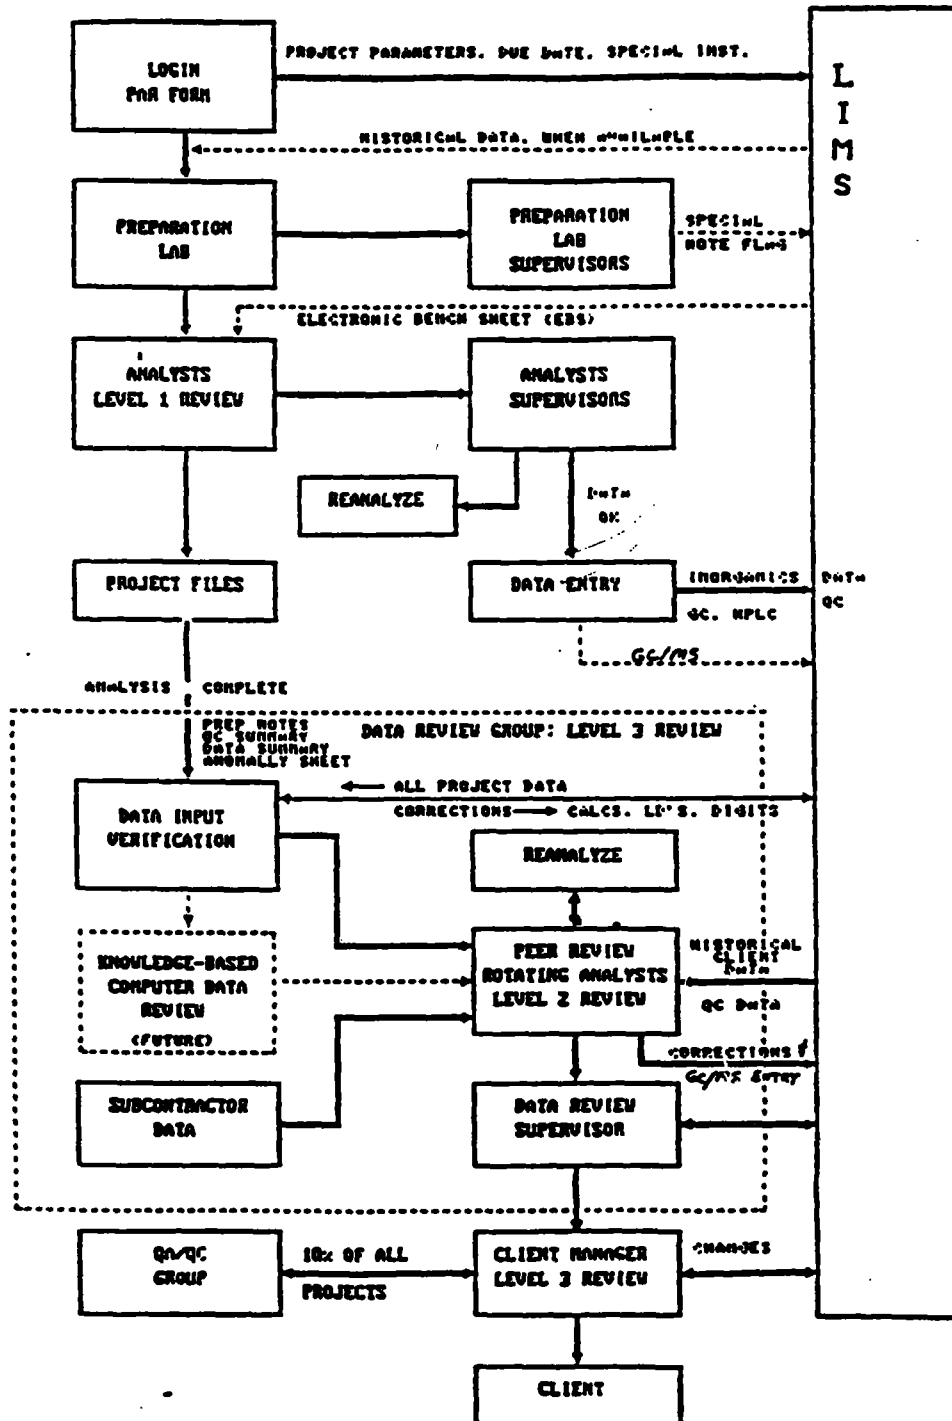 LOGIN
PAR FORM
PROJECT PARAMETERS. DUE DATE. SPECIAL INST.
L
I
M
S
HISTORICAL DATA. WHEN AVAILABLE
PREPARATION
LAB
PREPARATION
LAB
SUPERVISORS
SPECIAL
NOTE FLAG
ELECTRONIC BENCH SHEET (EBS)
ANALYSTS
LEVEL 1 REVIEW
ANALYSTS
SUPERVISORS
REANALYZE
DATA
OK
PROJECT FILES
DATA ENTRY
INORGANICS
GC. HPLC
DATA
QC
GC/MS
ANALYSIS COMPLETE
PREP NOTES
QC SUMMARY
DATA SUMMARY
ANOMALLY SHEET
DATA REVIEW GROUP: LEVEL 3 REVIEW
ALL PROJECT DATA
CORRECTIONS CALCS. DIGITS
DATA INPUT
VERIFICATION
REANALYZE
KNOWLEDGE-BASED
COMPUTER DATA
REVIEW
(FUTURE)
PEER REVIEW
ROTATING ANALYSTS
LEVEL 2 REVIEW
HISTORICAL
CLIENT
DATA
QC DATA
CORRECTIONS &
GC/MS ENTRY
SUBCONTRACTOR
DATA
DATA REVIEW
SUPERVISOR
QA/QC
GROUP
10% OF ALL
PROJECTS
CLIENT MANAGER
LEVEL 3 REVIEW
CHANGES
CLIENT